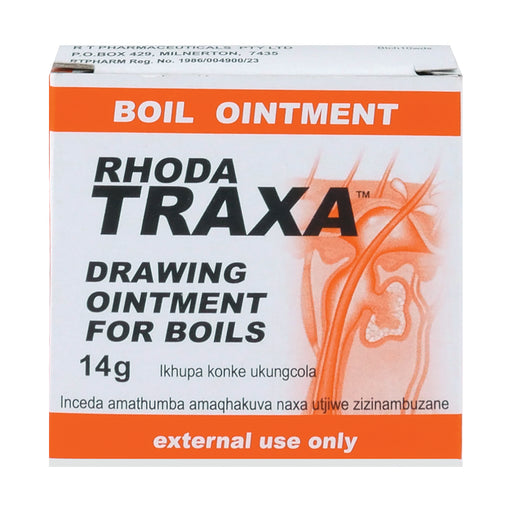 R T PHARMACEUTICALS PTY LTD
P.O.BOX 429, MILNERTON, 7435
RTPHARM Reg. No. 1986/004900/23
BOIL OINTMENT
RHODA
TRAXA™
DRAWING
OINTMENT
FOR BOILS
14g Ikhupa konke ukungcola
Inceda amathumba amaqhakuva naxa utjiwe zizinambuzane
external use only